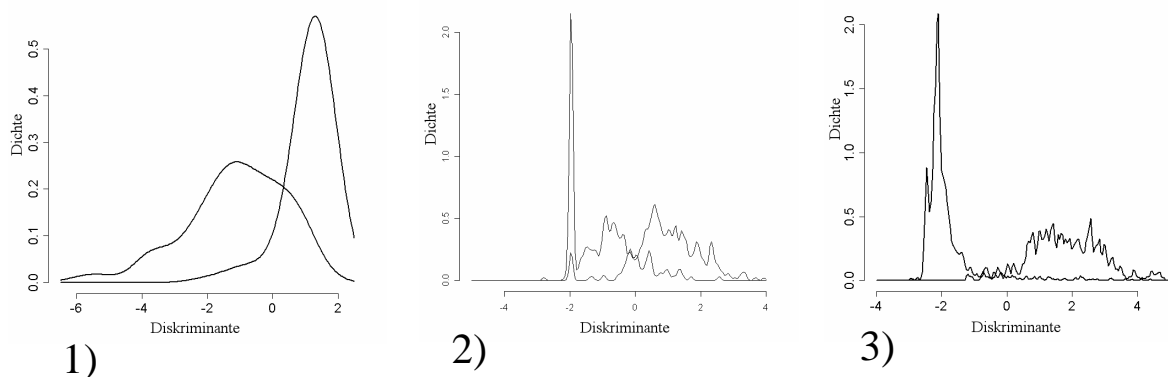 Dichte
0.0 0.1 0.2 0.3 0.4 0.5
-6 -4 -2 0 2
Diskriminante
1)
Dichte
0.0 0.5 1.0 1.5 2.0
-4 -2 0 2 4
Diskriminante
2)
Dichte
0.0 0.5 1.0 1.5 2.0
-4 -2 0 2 4
Diskriminante
3)